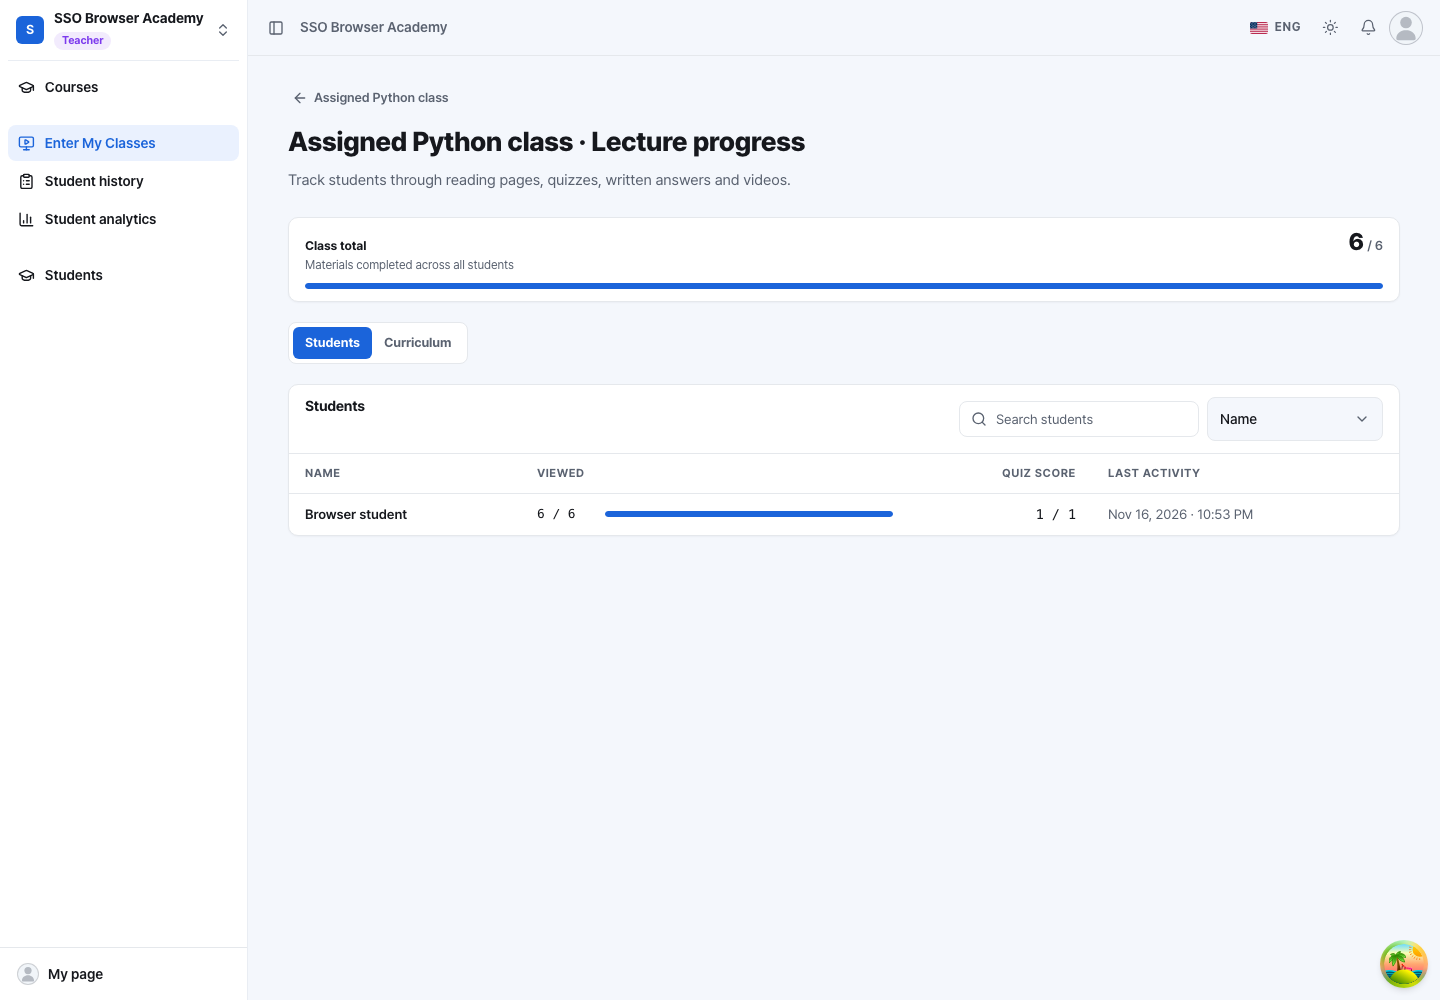 S
SSO Browser Academy
Teacher
Courses
Enter My Classes
Student history
Student analytics
Students
My page
SSO Browser Academy
ENG
Assigned Python class
Assigned Python class · Lecture progress
Track students through reading pages, quizzes, written answers and videos.
Class total
6 / 6
Materials completed across all students
Students
Curriculum
Students
Search students
Name
NAME
VIEWED
QUIZ SCORE
LAST ACTIVITY
Browser student
6 / 6
1 / 1
Nov 16, 2026 · 10:53 PM